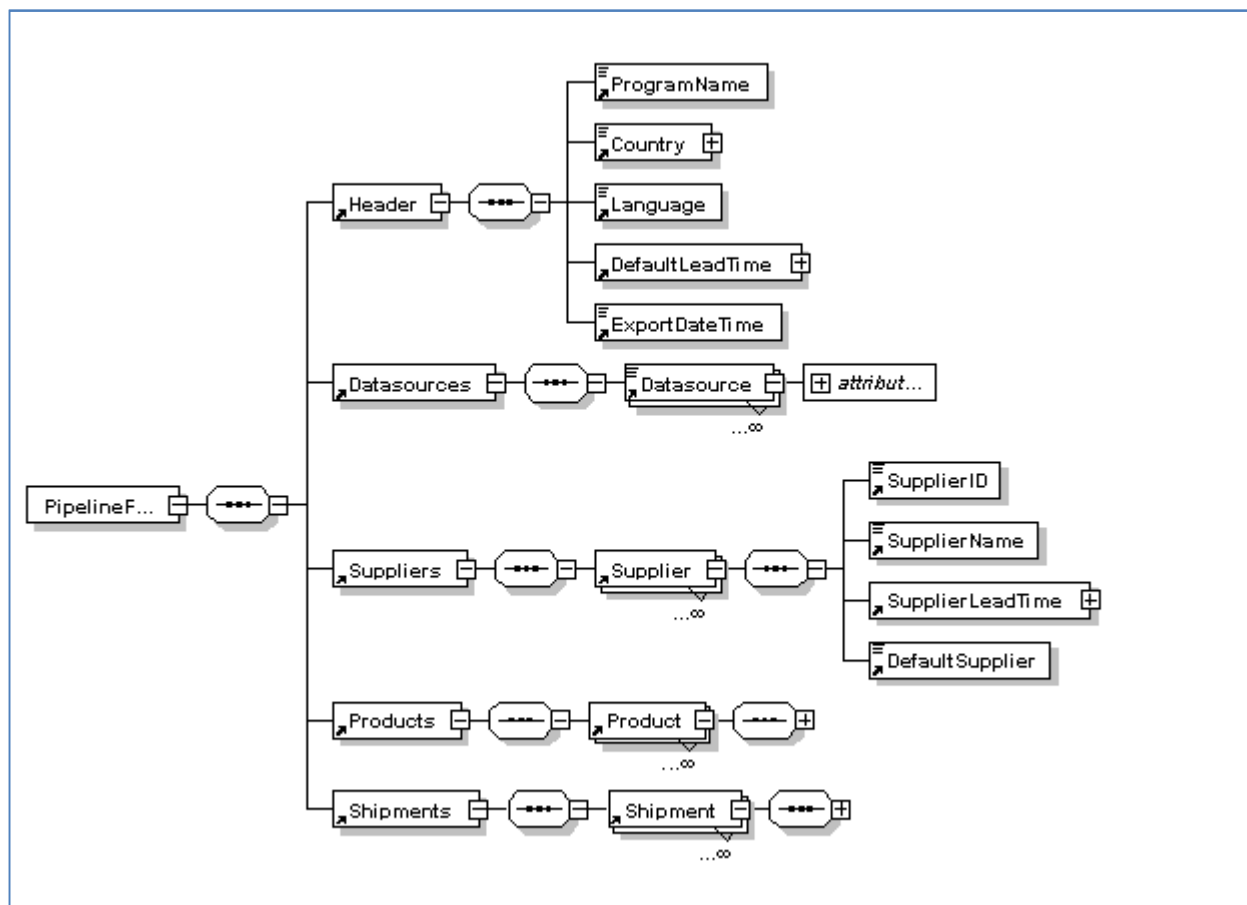 ProgramName
Country
Language
DefaultLeadTime
ExportDateTime
Header
Datasources
Datasource
attribut...
...∞
PipelineF...
Suppliers
Supplier
...∞
SupplierID
SupplierName
SupplierLeadTime
DefaultSupplier
Products
Product
...∞
Shipments
Shipment
...∞